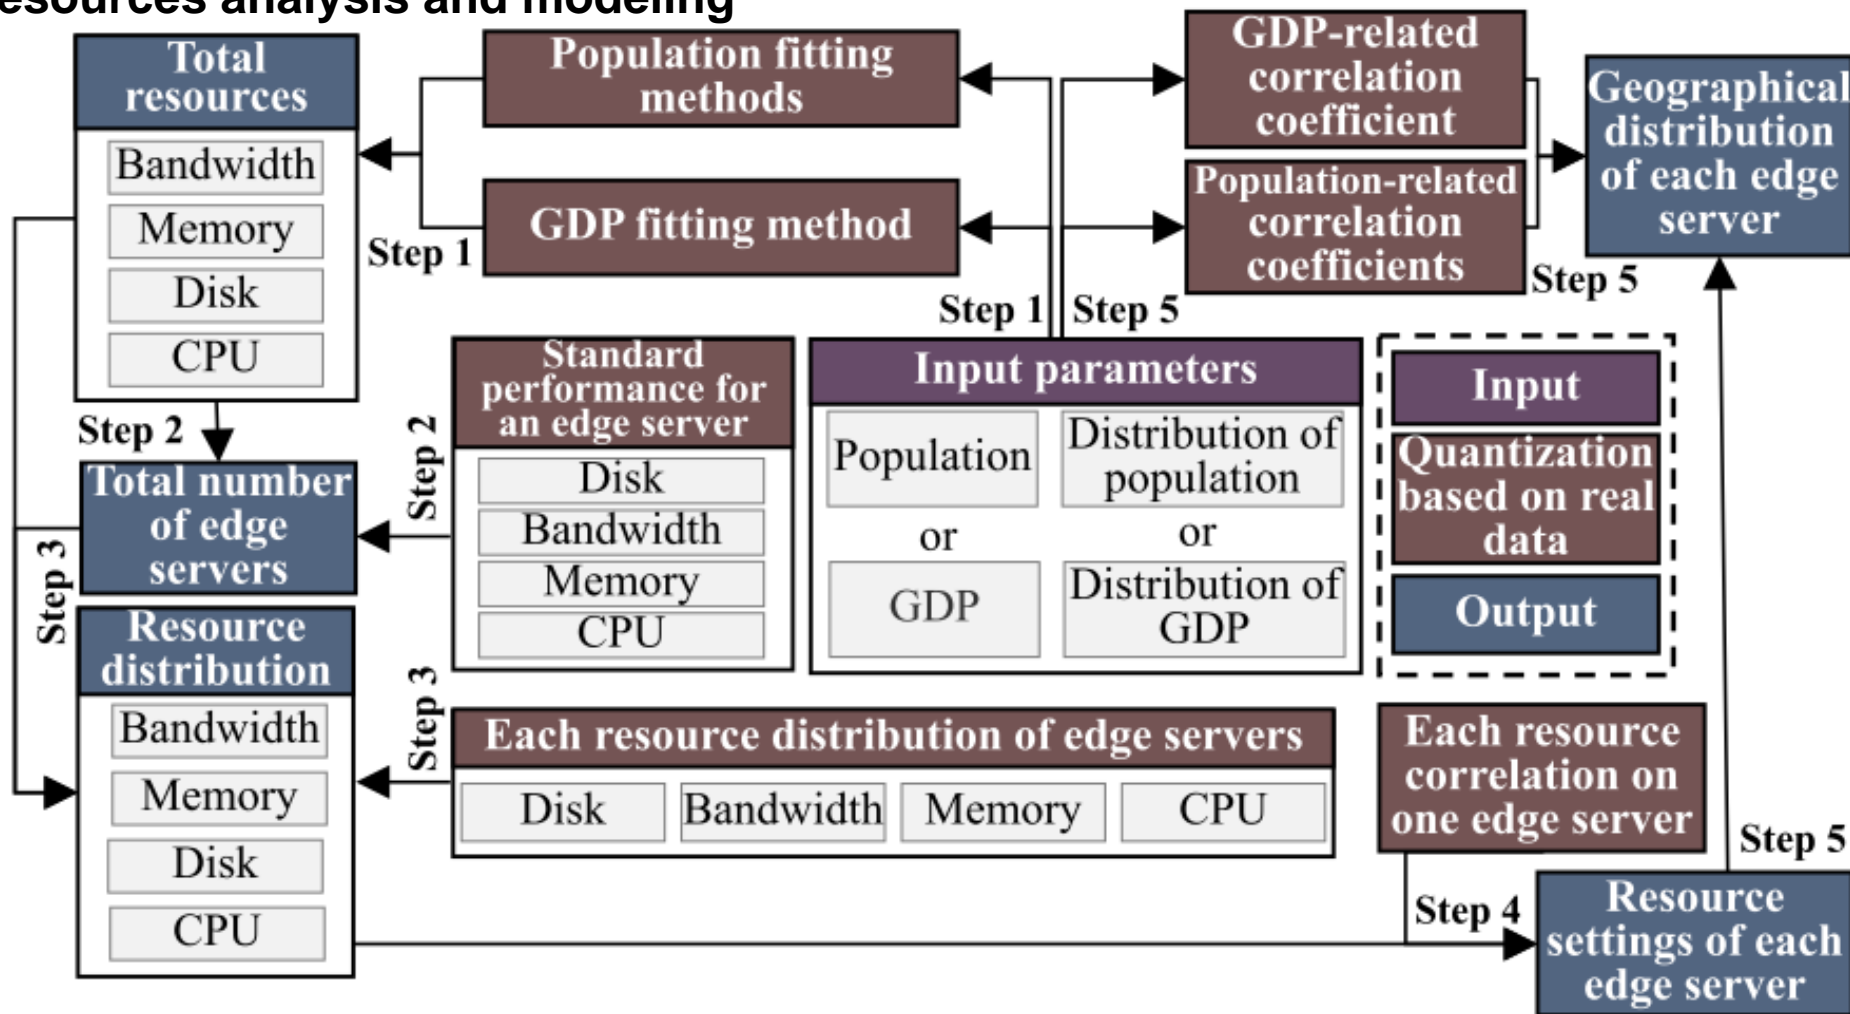 esources analysis and modeling
Total
resources
Bandwidth
Memory
Disk
CPU
Population fitting
methods
GDP fitting method
Step 1
GDP-related
correlation
coefficient
Population-related
correlation
coefficients
Geographical
distribution
of each edge
server
Step 5
Step 1
Step 5
Step 2
Total number
of edge
servers
Step 3
Standard
performance for
an edge server
Disk
Bandwidth
Memory
CPU
Step 2
Input parameters
Population
or
GDP
Distribution of
population
or
Distribution of
GDP
Input
Quantization
based on real
data
Output
Resource
distribution
Bandwidth
Memory
Disk
CPU
Step 3
Each resource distribution of edge servers
Disk
Bandwidth
Memory
CPU
Each resource
correlation on
one edge server
Step 5
Step 4
Resource
settings of each
edge server